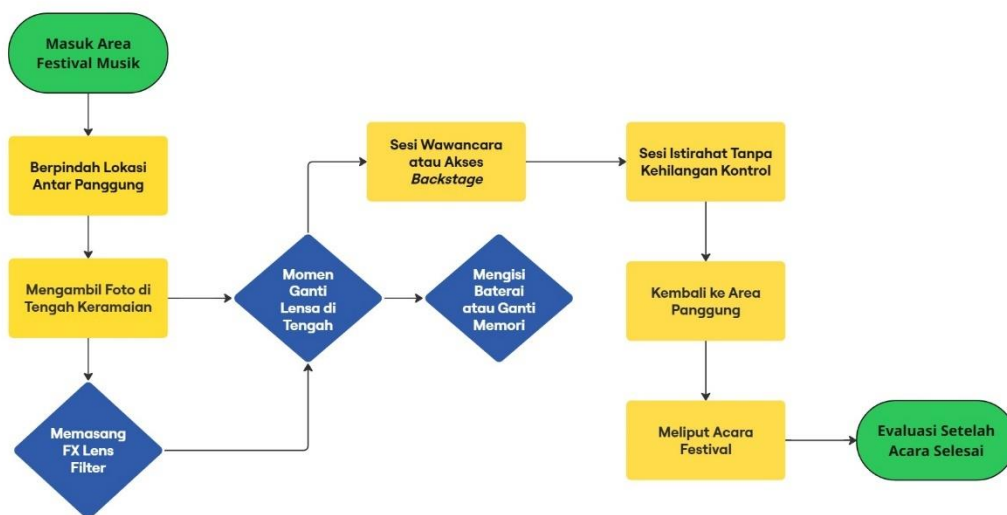 Masuk Area
Festival Musik
Berpindah Lokasi
Antar Panggung
Mengambil Foto di
Tengah Keramaian
Memasang
FX Lens
Filter
Momen
Ganti
Lensa di
Tengah
Mengisi
Baterai
atau Ganti
Memori
Sesi Wawancara
atau Akses
Backstage
Sesi Istirahat Tanpa
Kehilangan Kontrol
Kembali ke Area
Panggung
Meliput Acara
Festival
Evaluasi Setelah
Acara Selesai